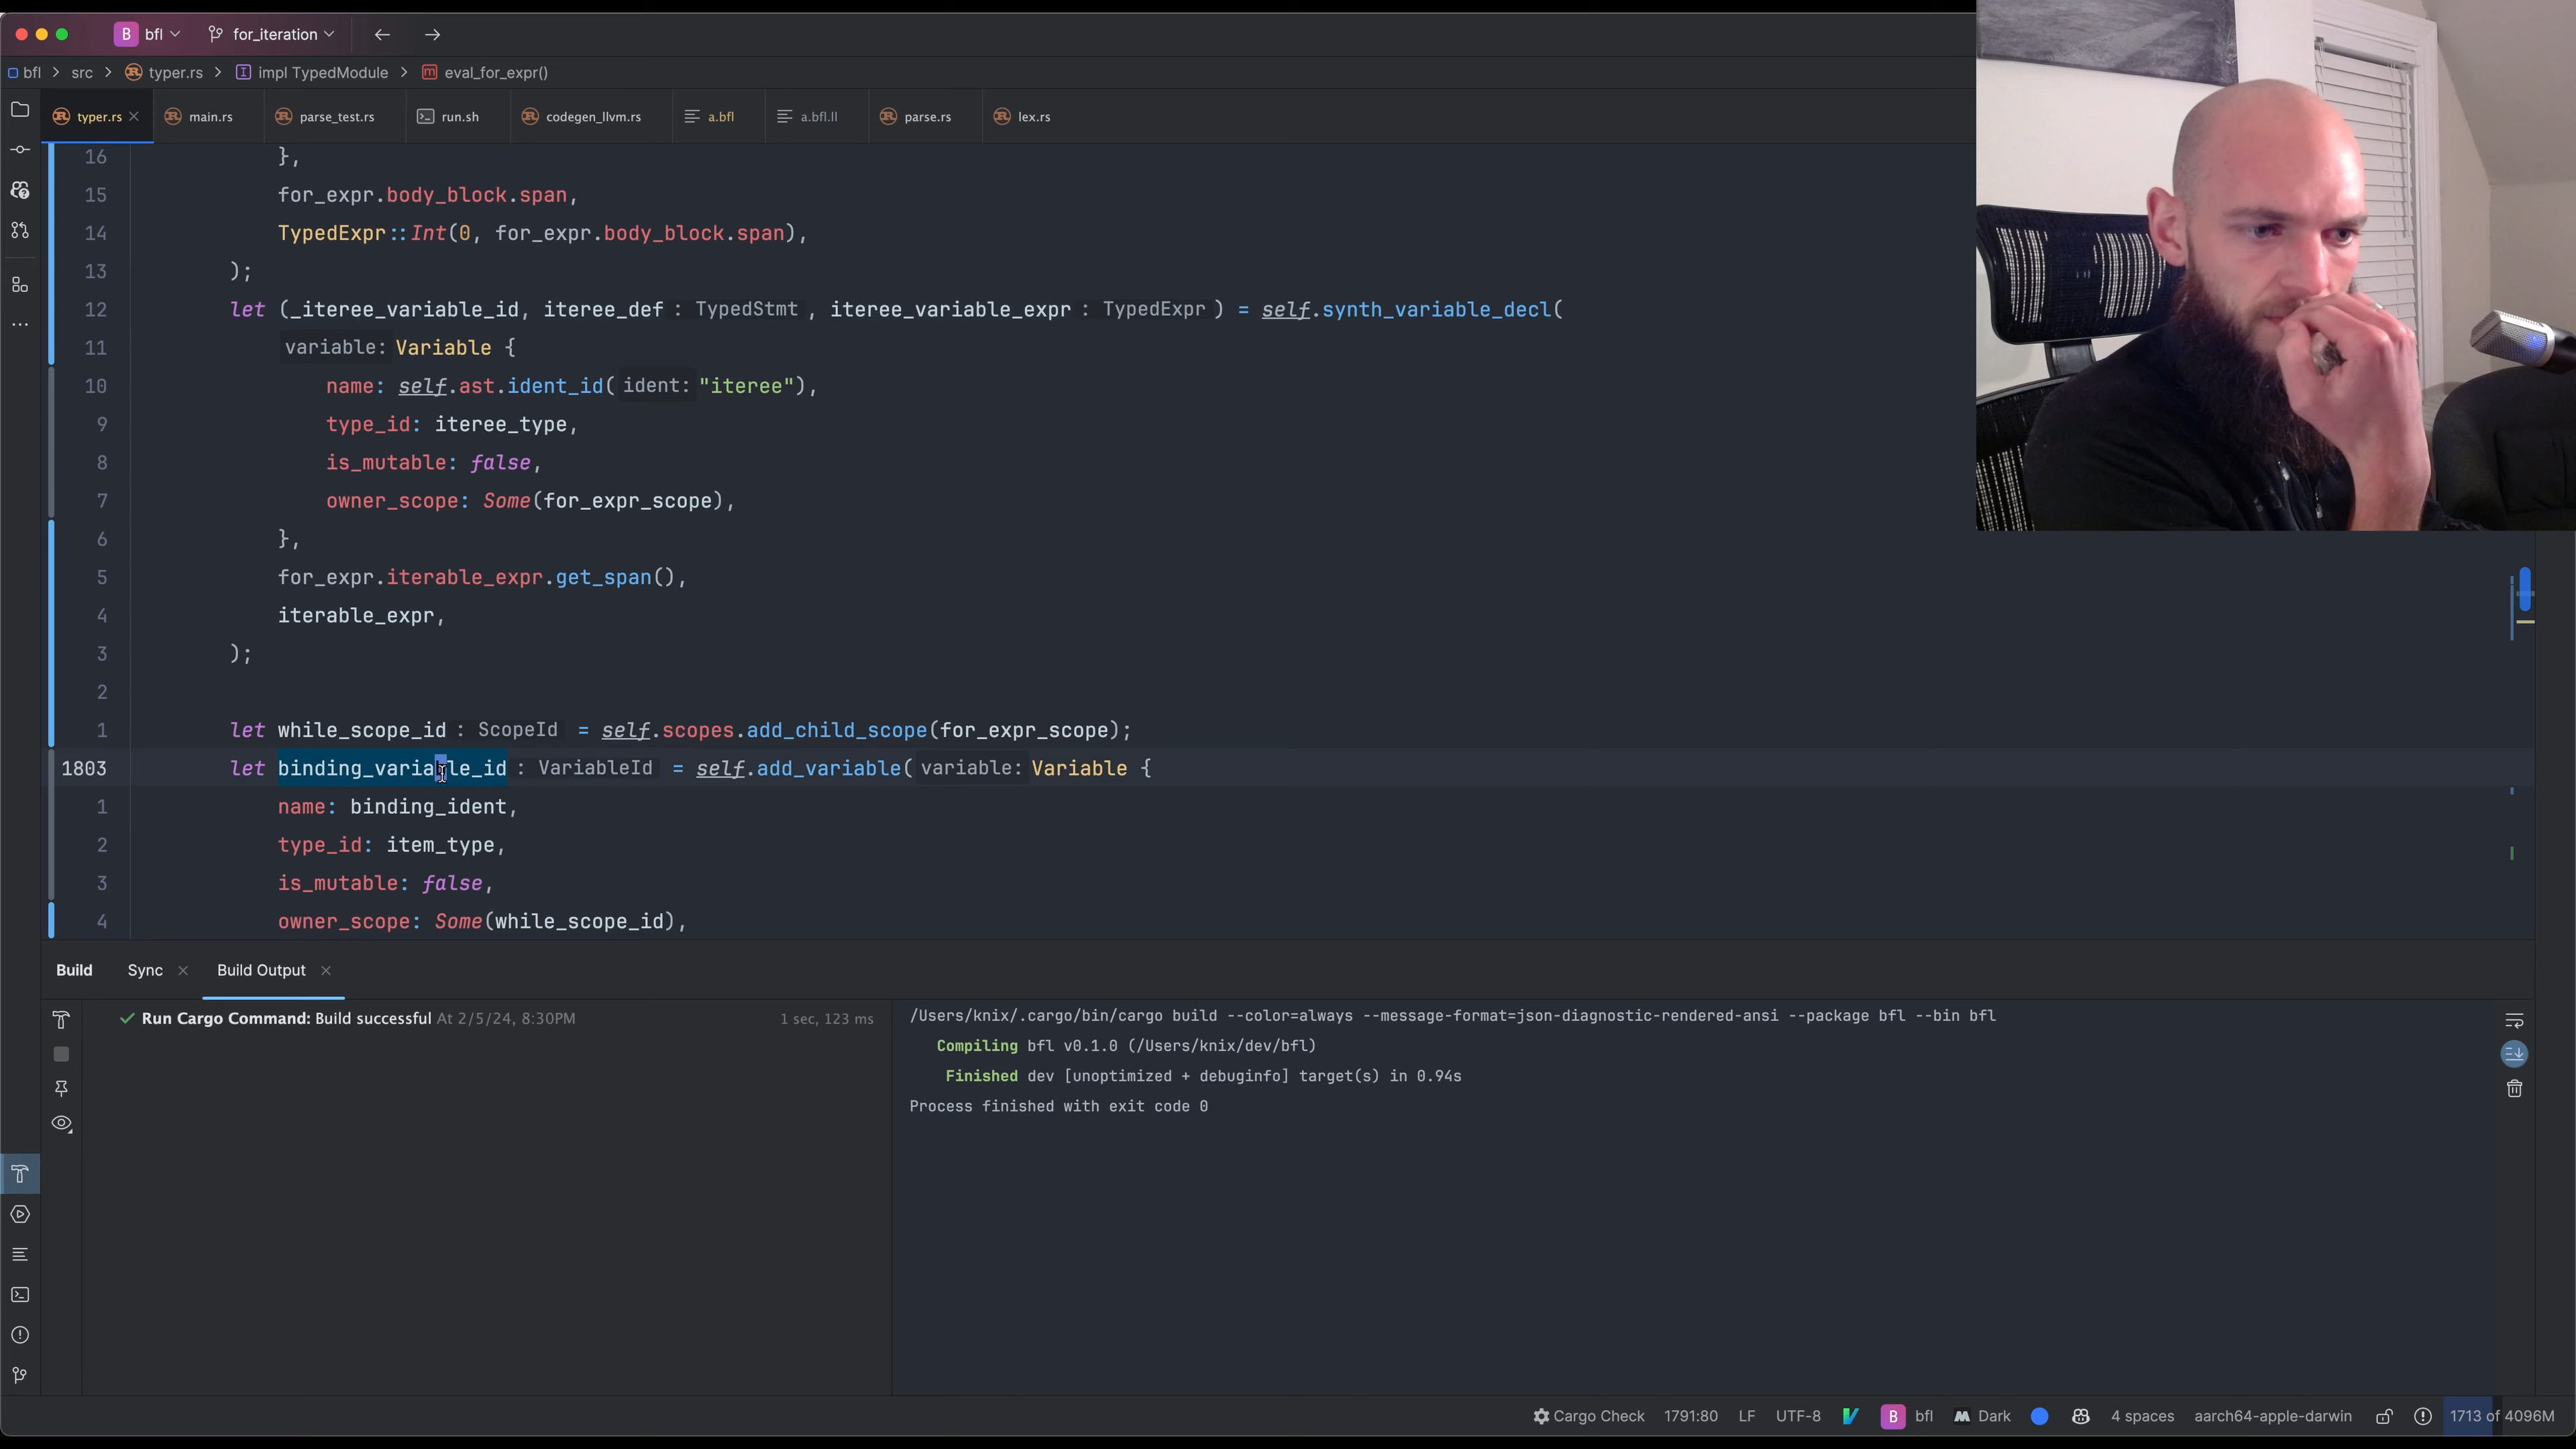 B bfl for_iteration
bfl > src > typer.rs > impl TypedModule > eval_for_expr()
typer.rs main.rs parse_test.rs run.sh codegen_llvm.rs a.bfl a.bfl.ll parse.rs lex.rs
16 },
15 for_expr.body_block.span,
14 TypedExpr::Int(0, for_expr.body_block.span),
13 );
12 let (_iteree_variable_id, iteree_def : TypedStmt , iteree_variable_expr : TypedExpr ) = self.synth_variable_decl(
11 variable: Variable {
10 name: self.ast.ident_id( ident: "iteree"),
9 type_id: iteree_type,
8 is_mutable: false,
7 owner_scope: Some(for_expr_scope),
6 },
5 for_expr.iterable_expr.get_span(),
4 iterable_expr,
3 );
2
1 let while_scope_id : ScopeId = self.scopes.add_child_scope(for_expr_scope);
1803 let binding_variable_id : VariableId = self.add_variable( variable: Variable {
1 name: binding_ident,
2 type_id: item_type,
3 is_mutable: false,
4 owner_scope: Some(while_scope_id),
Build Sync Build Output
Run Cargo Command: Build successful At 2/5/24, 8:30PM 1 sec, 123 ms
/Users/knix/.cargo/bin/cargo build --color=always --message-format=json-diagnostic-rendered-ansi --package bfl --bin bfl
Compiling bfl v0.1.0 (/Users/knix/dev/bfl)
Finished dev [unoptimized + debuginfo] target(s) in 0.94s
Process finished with exit code 0
Cargo Check 1791:80 LF UTF-8 B bfl Dark 4 spaces aarch64-apple-darwin 1713 of 4096M